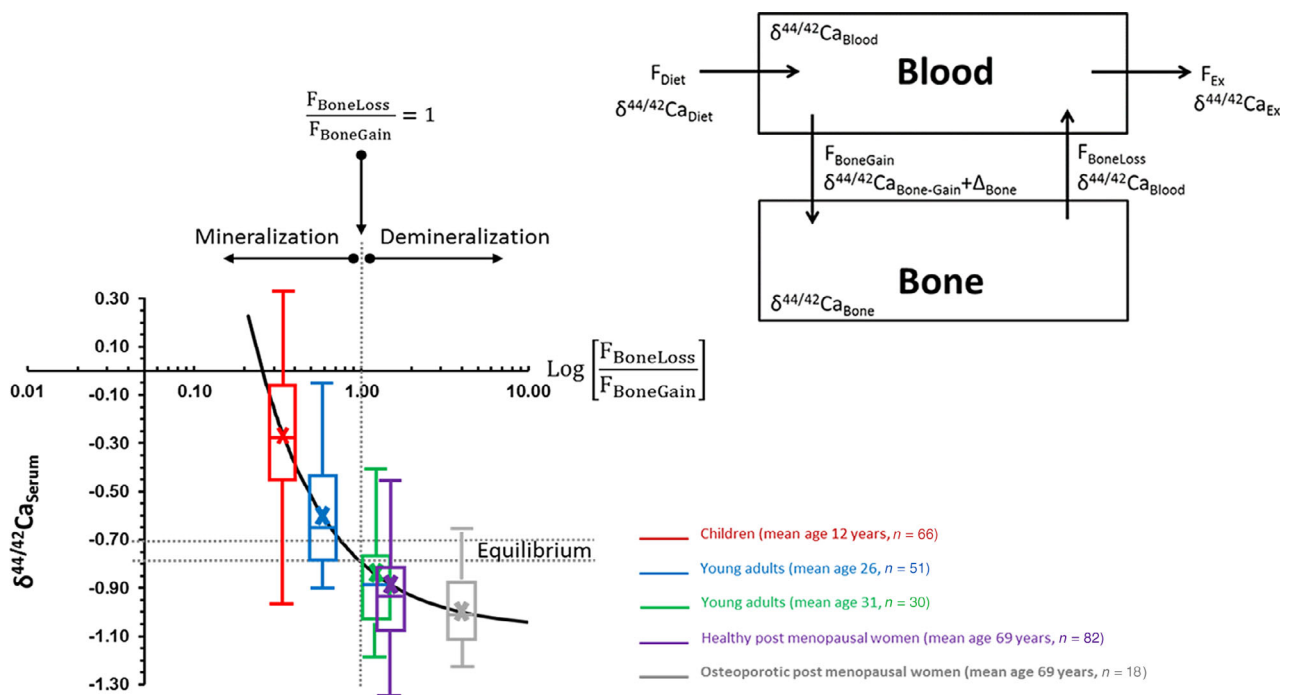 δ44/42CaBlood
Blood
FDiet
δ44/42CaDiet
FEx
δ44/42CaEx
FBoneGain
δ44/42CaBone-Gain+ΔBone
FBoneLoss
δ44/42CaBlood
Bone
δ44/42CaBone
FBoneLoss
FBoneGain
= 1
Mineralization
Demineralization
0.30
0.10
-0.10
-0.30
-0.50
-0.70
-0.90
-1.10
-1.30
δ44/42CaSerum
0.01
0.10
1.00
10.00
Log [FBoneLoss
FBoneGain]
Equilibrium
Children (mean age 12 years, n = 66)
Young adults (mean age 26, n = 51)
Young adults (mean age 31, n = 30)
Healthy post menopausal women (mean age 69 years, n = 82)
Osteoporotic post menopausal women (mean age 69 years, n = 18)